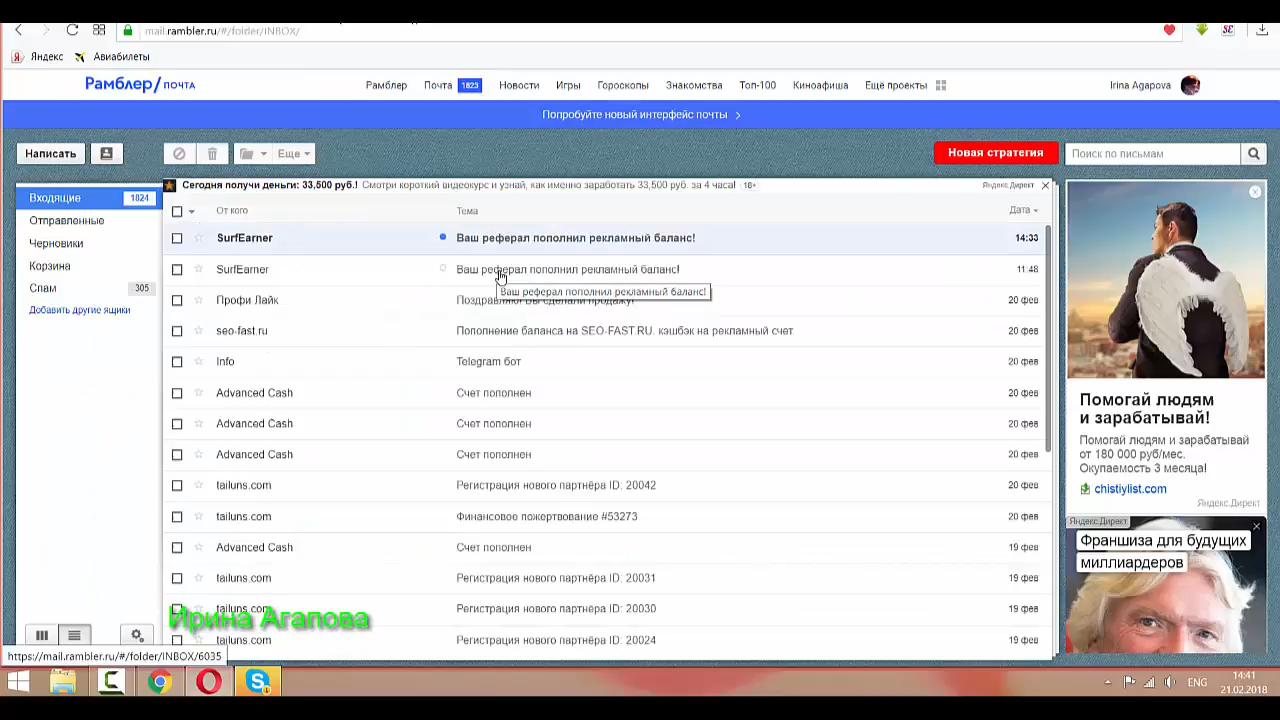 mail.rambler.ru/#/folder/INBOX/
SE
Я Яндекс Авиабилеты
Рамблер/ПОЧТА
Рамблер Почта 1823 Новости Игры Гороскопы Знакомства Топ-100 Киноафиша Ещё проекты
Irina Agapova
Попробуйте новый интерфейс почты >
Написать
Еще
Новая стратегия
Поиск по письмам
Входящие 1824
Отправленные
Черновики
Корзина
Спам 305
Добавить другие ящики
Сегодня получи деньги: 33,500 руб.! Смотри короткий видеокурс и узнай, как именно заработать 33,500 руб. за 4 часа! 18+ Яндекс.Директ
От кого Тема Дата
SurfEarner Ваш реферал пополнил рекламный баланс! 14:33
SurfEarner Ваш реферал пополнил рекламный баланс! 11:48
Ваш реферал пополнил рекламный баланс!
Профи Лайк Поздравляю! Вы сделали продажу! 20 фев
seo-fast.ru Пополнение баланса на SEO-FAST.RU. кэшбэк на рекламный счет 20 фев
Info Telegram бот 20 фев
Advanced Cash Счет пополнен 20 фев
Advanced Cash Счет пополнен 20 фев
Advanced Cash Счет пополнен 20 фев
tailuns.com Регистрация нового партнёра ID: 20042 20 фев
tailuns.com Финансовое пожертвование #53273 20 фев
Advanced Cash Счет пополнен 19 фев
tailuns.com Регистрация нового партнёра ID: 20031 19 фев
tailuns.com Регистрация нового партнёра ID: 20030 19 фев
tailuns.com Регистрация нового партнёра ID: 20024 19 фев
Ирина Агапова
Помогай людям
и зарабатывай!
Помогай людям и зарабатывай
от 180 000 руб/мес.
Окупаемость 3 месяца!
chistiylist.com
Яндекс.Директ
Яндекс.Директ
Франшиза для будущих
миллиардеров
https://mail.rambler.ru/#/folder/INBOX/6035
ENG
14:41
21.02.2018